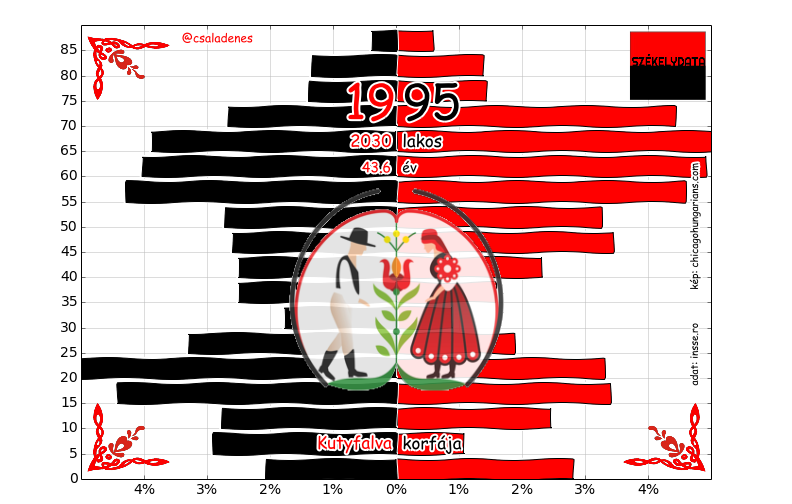 @csaladenes
SZÉKELYDATA
1995
2030 lakos
43.6 év
kép: chicagohungarians.com
adat: insse.ro
Kutyfalva korfája
85
80
75
70
65
60
55
50
45
40
35
30
25
20
15
10
5
0
4% 3% 2% 1% 0% 1% 2% 3% 4%